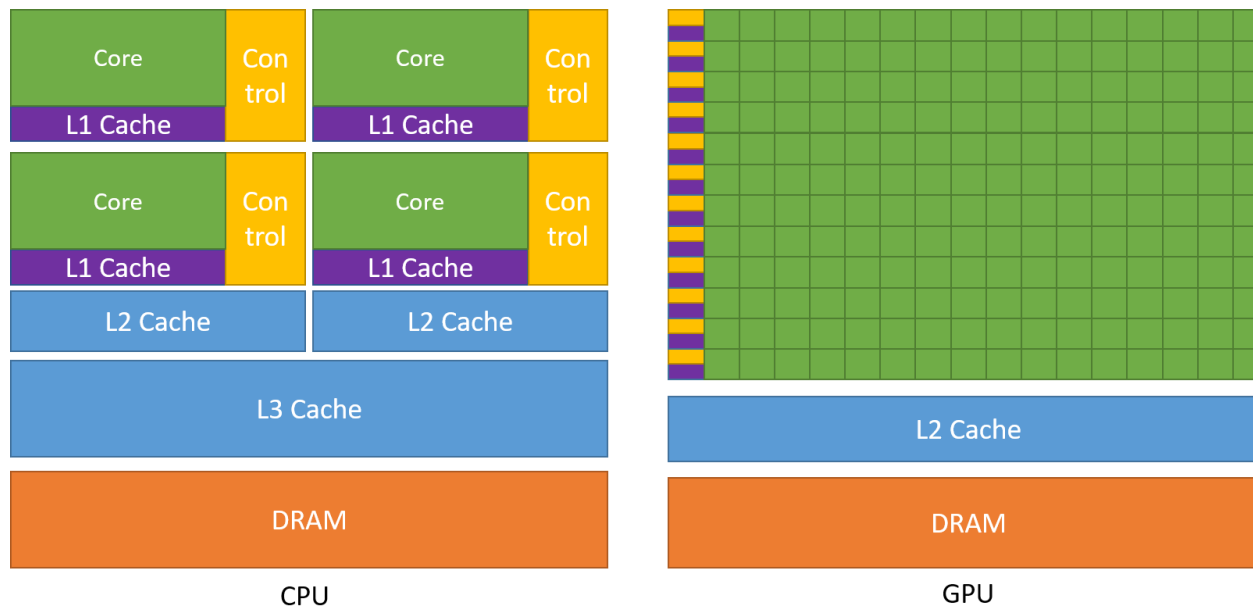 Core
Con
trol
Core
Con
trol
L1 Cache
L1 Cache
Core
Con
trol
Core
Con
trol
L1 Cache
L1 Cache
L2 Cache
L2 Cache
L3 Cache
DRAM
CPU
L2 Cache
DRAM
GPU